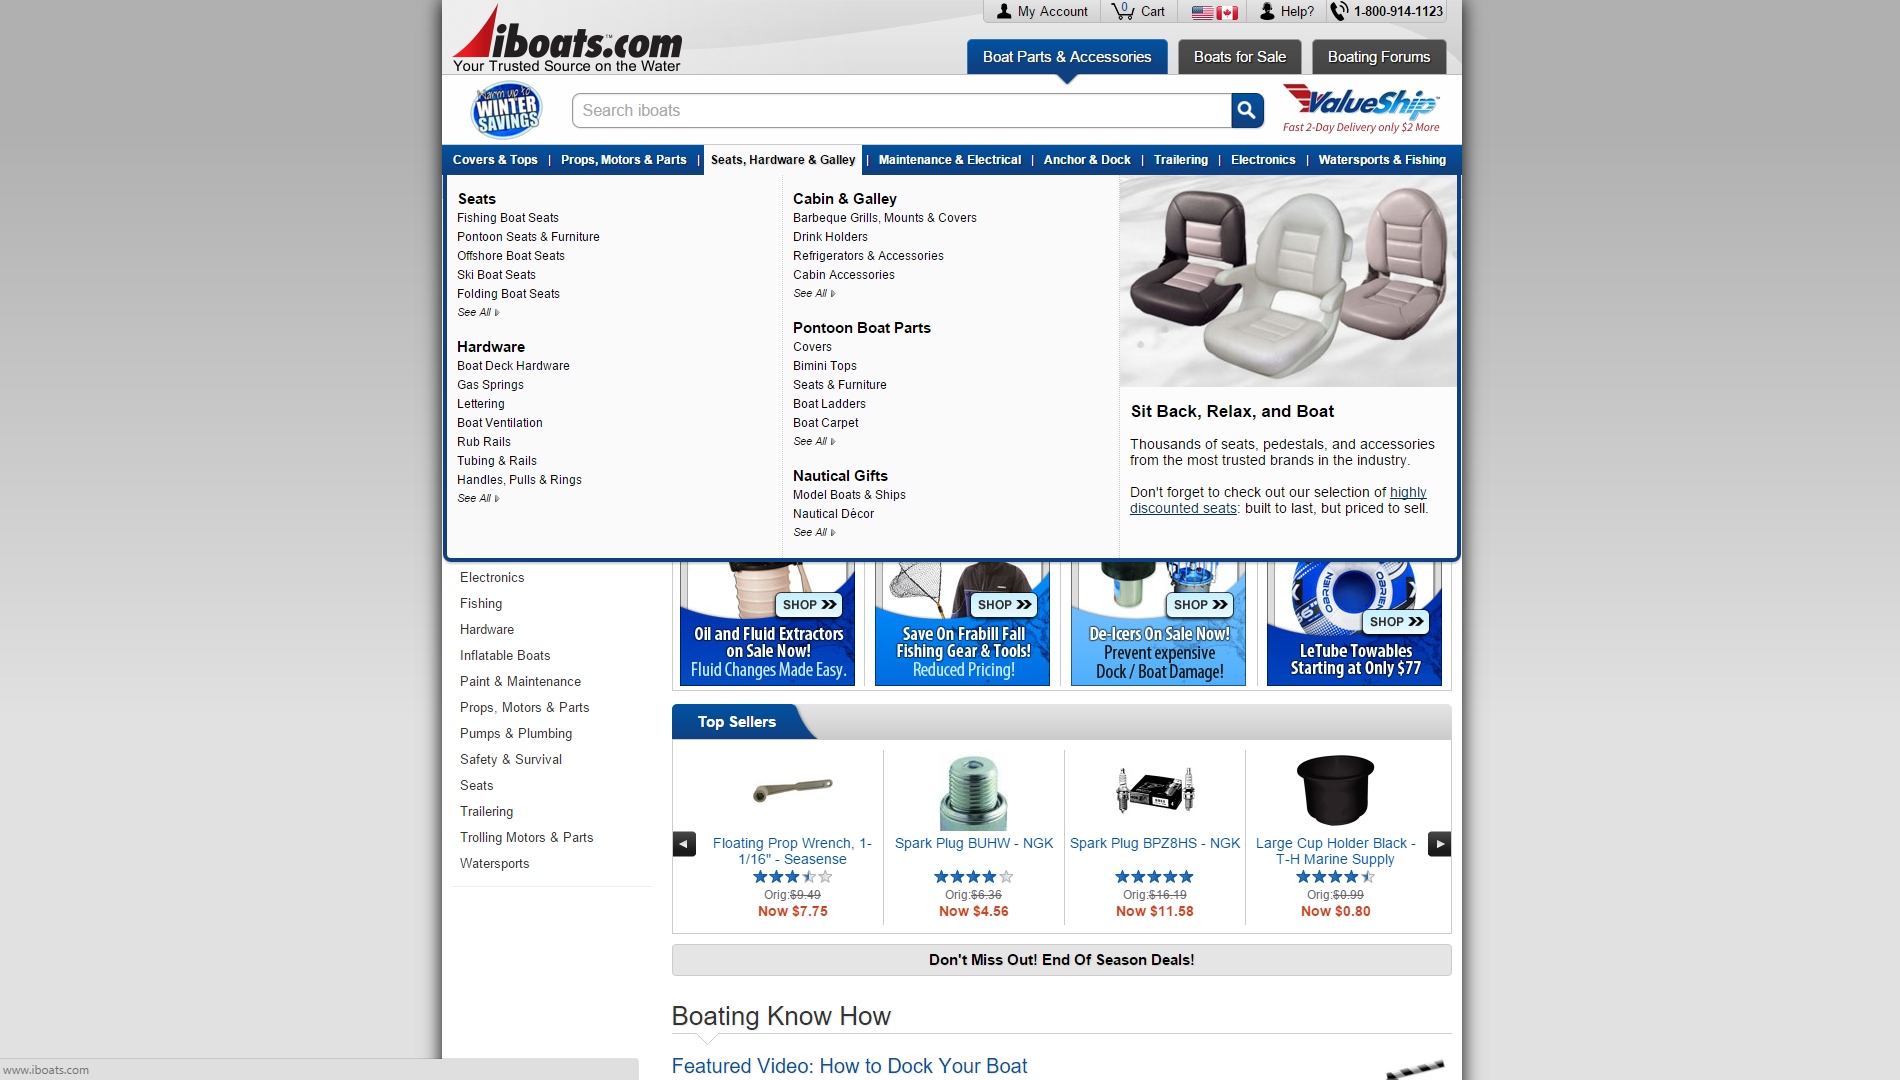 My Account
0
Cart
Help?
1-800-914-1123
iboats.com
Your Trusted Source on the Water
Boat Parts & Accessories
Boats for Sale
Boating Forums
Warm up to
WINTER
SAVINGS
Search iboats
ValueShip
Fast 2-Day Delivery only $2 More
Covers & Tops | Props, Motors & Parts | Seats, Hardware & Galley | Maintenance & Electrical | Anchor & Dock | Trailering | Electronics | Watersports & Fishing
Seats
Fishing Boat Seats
Pontoon Seats & Furniture
Offshore Boat Seats
Ski Boat Seats
Folding Boat Seats
See All
Hardware
Boat Deck Hardware
Gas Springs
Lettering
Boat Ventilation
Rub Rails
Tubing & Rails
Handles, Pulls & Rings
See All
Cabin & Galley
Barbeque Grills, Mounts & Covers
Drink Holders
Refrigerators & Accessories
Cabin Accessories
See All
Pontoon Boat Parts
Covers
Bimini Tops
Seats & Furniture
Boat Ladders
Boat Carpet
See All
Nautical Gifts
Model Boats & Ships
Nautical Décor
See All
Sit Back, Relax, and Boat
Thousands of seats, pedestals, and accessories
from the most trusted brands in the industry.
Don't forget to check out our selection of highly
discounted seats: built to last, but priced to sell.
Electronics
Fishing
Hardware
Inflatable Boats
Paint & Maintenance
Props, Motors & Parts
Pumps & Plumbing
Safety & Survival
Seats
Trailering
Trolling Motors & Parts
Watersports
SHOP
Oil and Fluid Extractors
on Sale Now!
Fluid Changes Made Easy.
SHOP
Save On Frabill Fall
Fishing Gear & Tools!
Reduced Pricing!
SHOP
De-Icers On Sale Now!
Prevent expensive
Dock / Boat Damage!
OBRIEN
OBRIEN
SHOP
LeTube Towables
Starting at Only $77
Top Sellers
Floating Prop Wrench, 1-
1/16" - Seasense
Orig:$9.49
Now $7.75
Spark Plug BUHW - NGK
Orig:$6.36
Now $4.56
Spark Plug BPZ8HS - NGK
Orig:$16.19
Now $11.58
Large Cup Holder Black -
T-H Marine Supply
Orig:$0.99
Now $0.80
Don't Miss Out! End Of Season Deals!
Boating Know How
Featured Video: How to Dock Your Boat
www.iboats.com